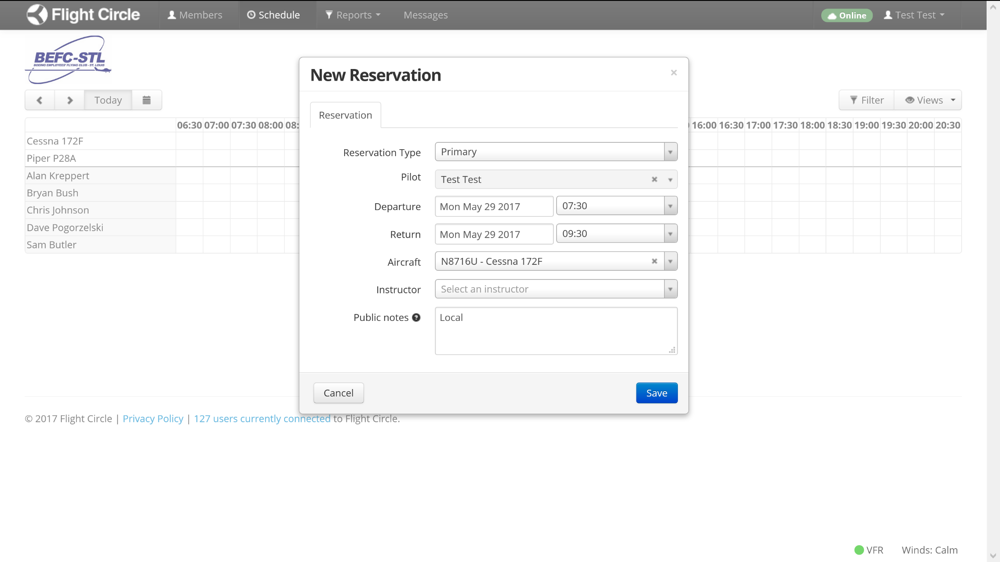 Flight Circle Members Schedule Reports Messages Online Test Test
BEFC-STL
BOEING EMPLOYEES' FLYING CLUB - ST. LOUIS
New Reservation ×
Today Filter Views
Reservation
06:30 07:00 07:30 08:00 08: 16:00 16:30 17:00 17:30 18:00 18:30 19:00 19:30 20:00 20:30
Cessna 172F
Piper P28A
Alan Kreppert
Bryan Bush
Chris Johnson
Dave Pogorzelski
Sam Butler
Reservation Type Primary
Pilot Test Test
Departure Mon May 29 2017 07:30
Return Mon May 29 2017 09:30
Aircraft N8716U - Cessna 172F
Instructor Select an instructor
Public notes ? Local
Cancel Save
© 2017 Flight Circle | Privacy Policy | 127 users currently connected to Flight Circle.
VFR Winds: Calm